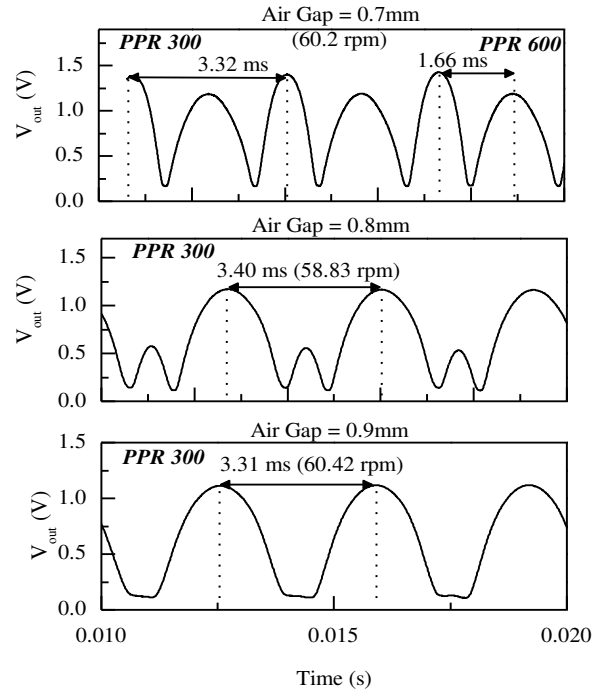 Air Gap = 0.7mm
PPR 300
(60.2 rpm)
PPR 600
3.32 ms
1.66 ms
1.5
1.0
0.5
0.0
V_out (V)
Air Gap = 0.8mm
PPR 300
3.40 ms (58.83 rpm)
1.5
1.0
0.5
0.0
V_out (V)
Air Gap = 0.9mm
PPR 300
3.31 ms (60.42 rpm)
1.5
1.0
0.5
0.0
V_out (V)
0.010
0.015
0.020
Time (s)